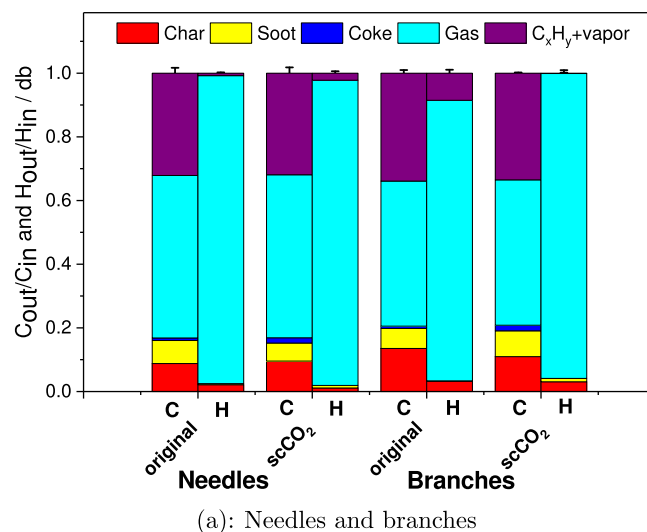 Char Soot Coke Gas CxHy+vapor
Cout/Cin and Hout/Hin / db
1.0
0.8
0.6
0.4
0.2
0.0
C H C H C H C H
original scCO2 original scCO2
Needles Branches
(a): Needles and branches